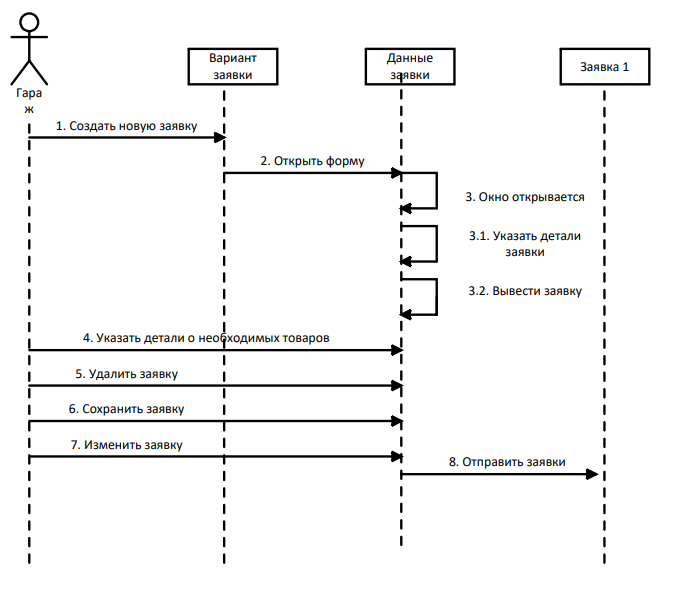 Вариант
заявки
Данные
заявки
Заявка 1
Гара
ж
1. Создать новую заявку
2. Открыть форму
3. Окно открывается
3.1. Указать детали
заявки
3.2. Вывести заявку
4. Указать детали о необходимых товаров
5. Удалить заявку
6. Сохранить заявку
7. Изменить заявку
8. Отправить заявки